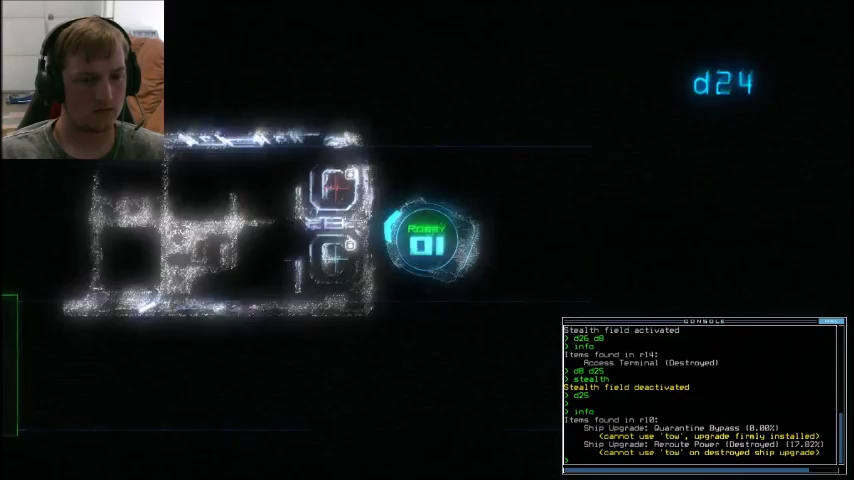 d24
ROBBY
01
CONSOLE
Stealth field activated
> d26 d8
> info
Items found in r14:
Access Terminal (Destroyed)
> d8 d25
> stealth
Stealth field deactivated
> d25
>
> info
Items found in r10:
Ship Upgrade: Quarantine Bypass (0.00%)
(cannot use 'tow', upgrade firmly installed)
Ship Upgrade: Reroute Power (Destroyed) (17.82%)
(cannot use 'tow' on destroyed ship upgrade)
>